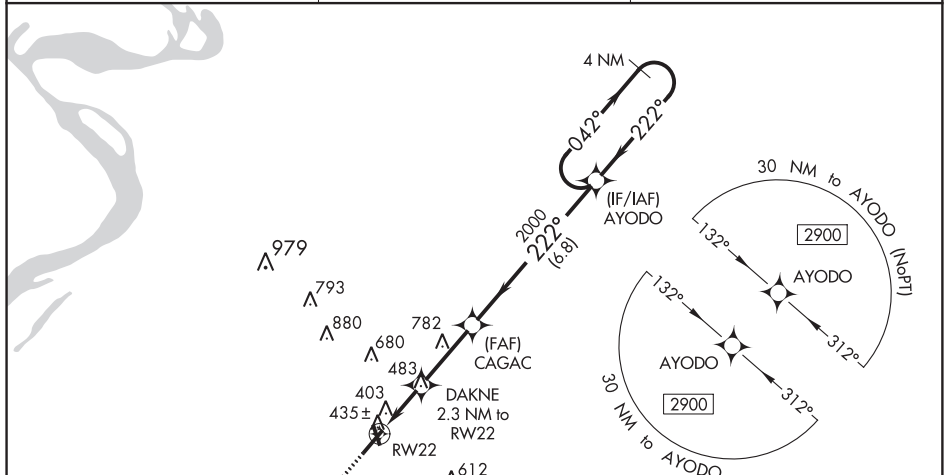 4 NM
042°
222°
(IF/IAF)
AYODO
2000
222°
(6.8)
30 NM to AYODO (NoPT)
2900
132°
AYODO
312°
979
793
880
680
782
(FAF)
CAGAC
483
DAKNE
2.3 NM to
RW22
403
435±
RW22
612
132°
AYODO
312°
2900
30 NM to AYODO